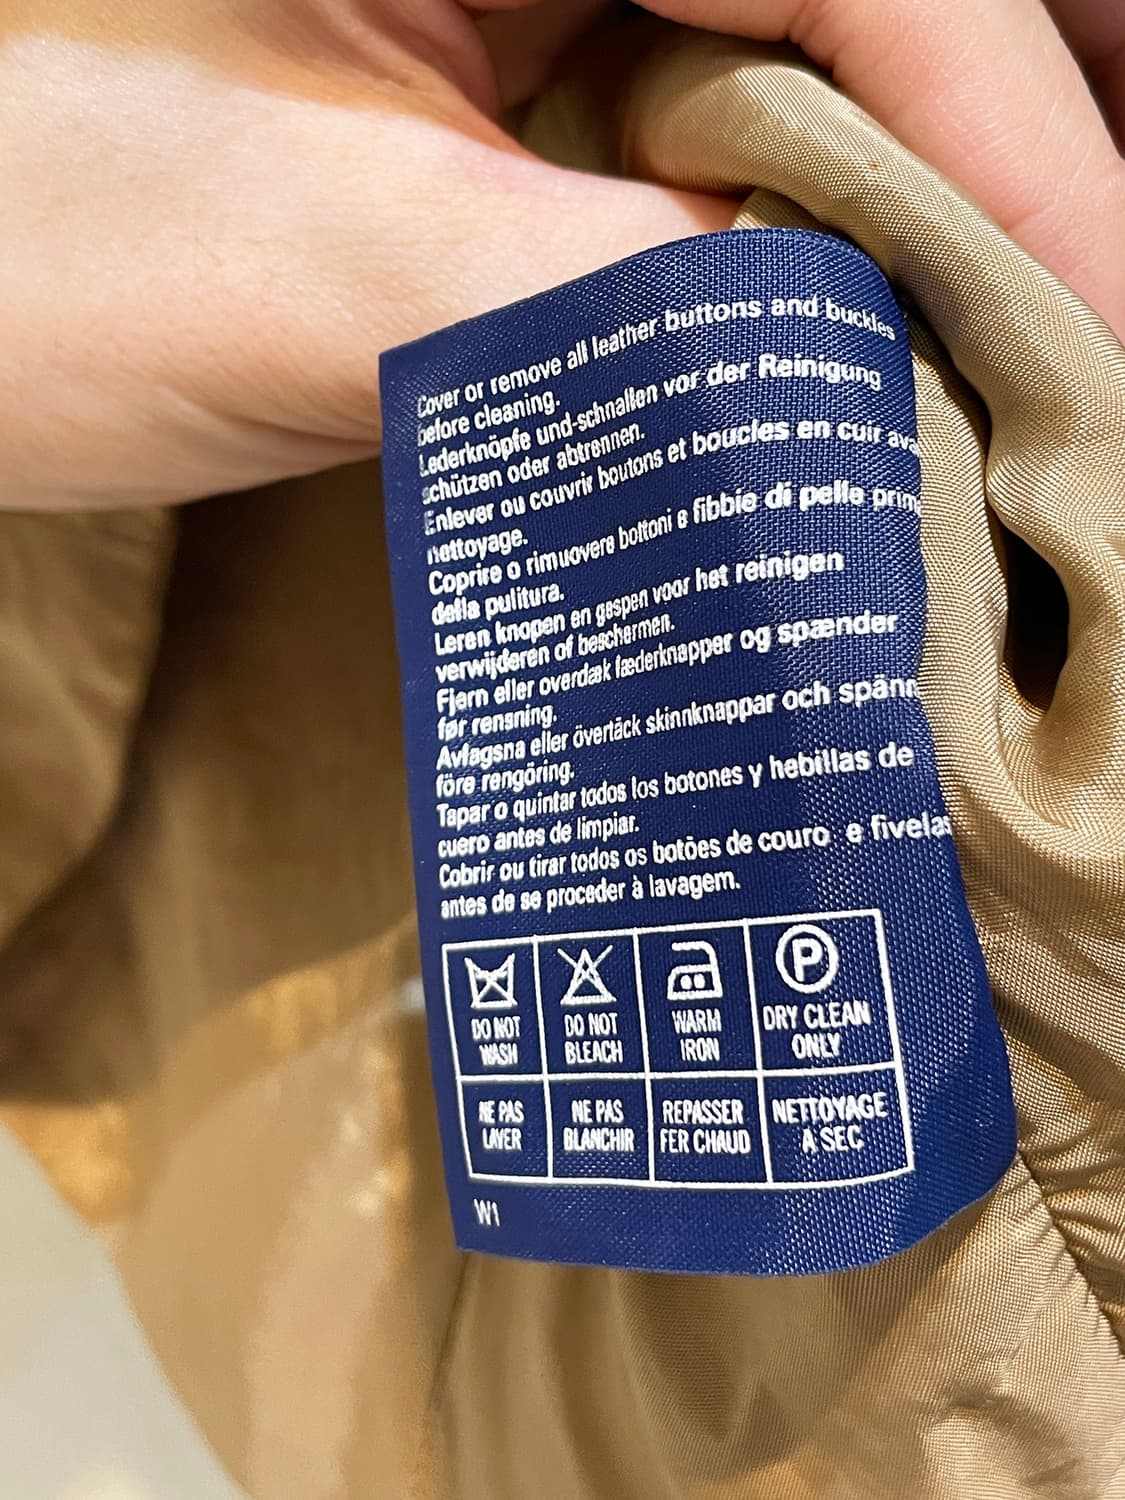 Cover or remove all leather buttons and buckles
before cleaning.
Lederknöpfe und-schnallen vor der Reinigung
schützen oder abtrennen.
Enlever ou couvrir boutons et boucles en cuir
nettoyage.
Coprire o rimuovere bottoni e fibbie di pelle
della pulitura.
Leren knopen en gespen voor het reinigen
verwijderen of beschermen.
Fjern eller overdæk læderknapper og spænder
før rensning.
Avlagsna eller övertäck skinnknappar och
före rengöring.
Tapar o quintar todos los botones y hebillas de
cuero antes de limpiar.
Cobrir ou tirar todos os botões de couro e fivelas
antes de se proceder à lavagem.
P
DO NOT WASH
DO NOT BLEACH
WARM IRON
DRY CLEAN ONLY
NE PAS LAVER
NE PAS BLANCHIR
REPASSER FER CHAUD
NETTOYAGE A SEC
W1